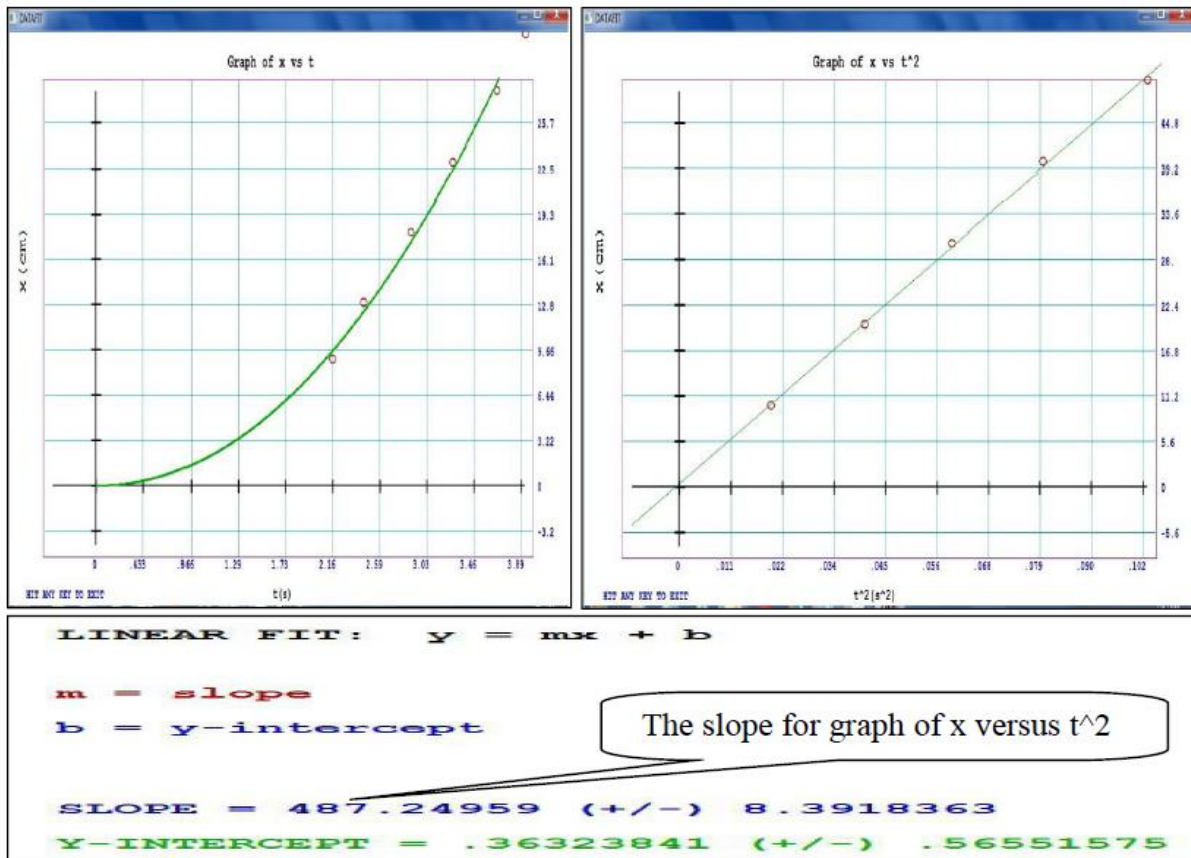 DATAFIT
Graph of x vs t
x (cm)
25.7
22.5
19.3
16.1
12.8
9.66
6.44
3.22
0
-3.2
0 .433 .865 1.29 1.73 2.16 2.59 3.03 3.46 3.89
HIT ANY KEY TO EXIT
t(s)
DATAFIT
Graph of x vs t^2
x (cm)
44.8
39.2
33.6
28.
22.4
16.8
11.2
5.6
0
-5.6
0 .011 .022 .034 .045 .056 .068 .079 .090 .102
HIT ANY KEY TO EXIT
t^2(s^2)
LINEAR FIT: y = mx + b
m = slope
b = y-intercept
The slope for graph of x versus t^2
SLOPE = 487.24959 (+/-) 8.3918363
Y-INTERCEPT = .36323841 (+/-) .56551575